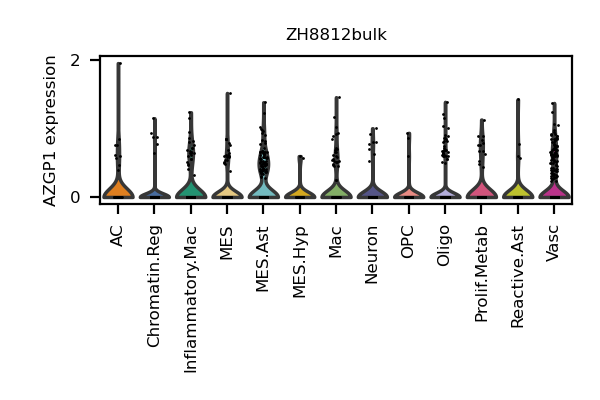 ZH8812bulk
AZGP1 expression
2
0
AC
Chromatin.Reg
Inflammatory.Mac
MES
MES.Ast
MES.Hyp
Mac
Neuron
OPC
Oligo
Prolif.Metab
Reactive.Ast
Vasc